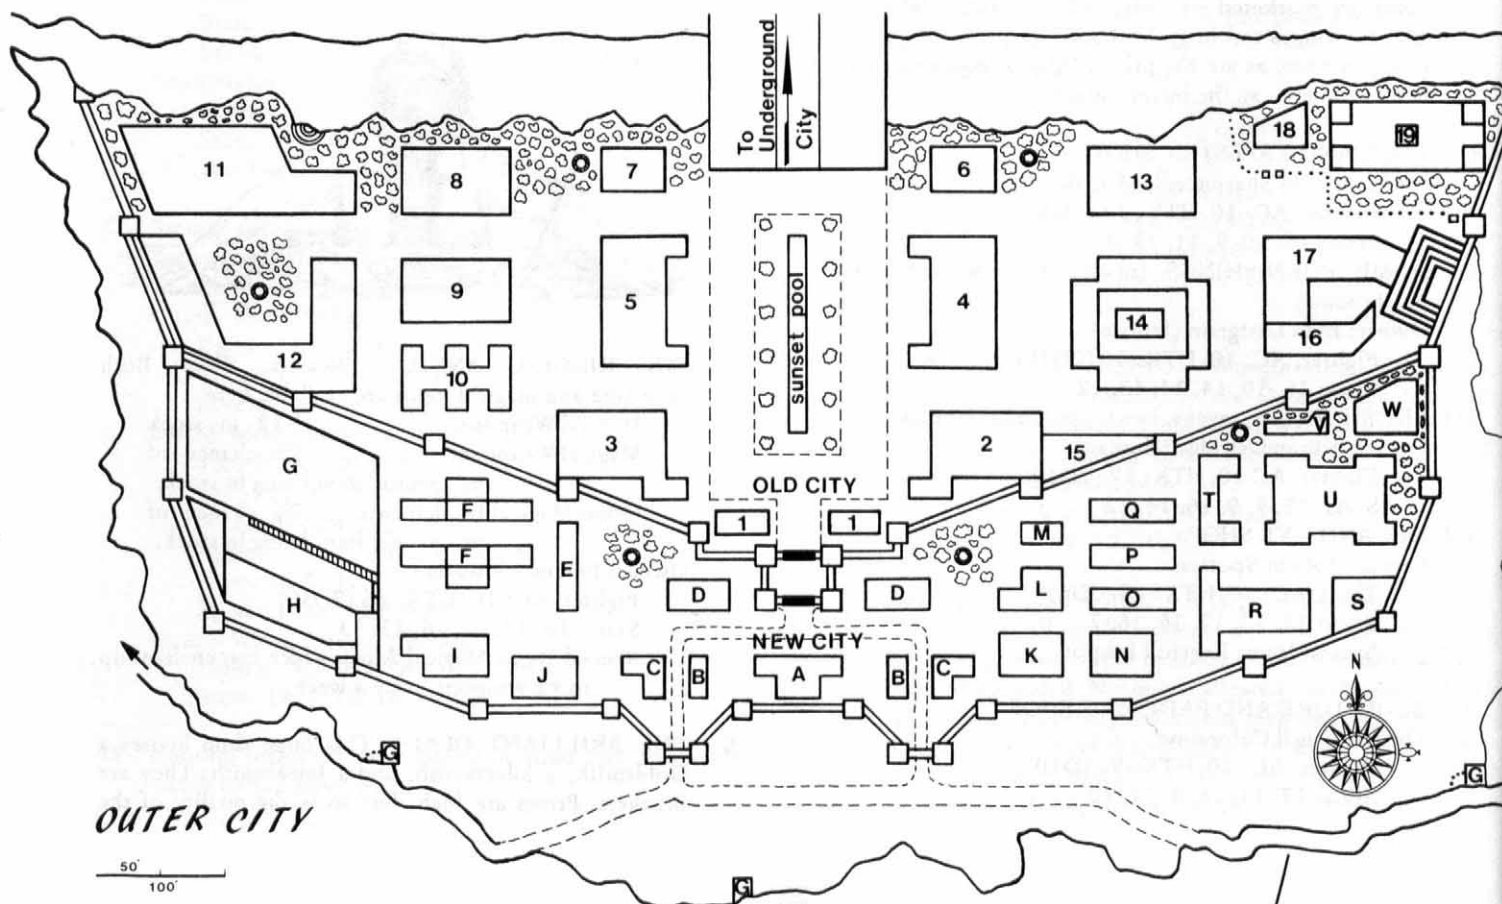 To
Underground
City
11
8
7
6
13
18
19
17
9
5
sunset pool
4
14
16
12
10
3
2
15
W
V
G
OLD CITY
F
1
1
M
Q
T
U
F
E
P
H
D
D
L
O
R
S
NEW CITY
I
J
C
B
A
B
C
K
N
N
G
G
OUTER CITY
50'
100'
G